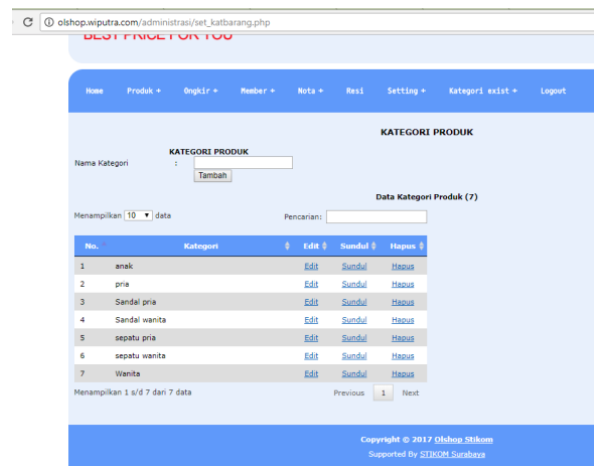 olshop.wiputra.com/administrasi/set_katbarang.php
BEST PRICE FOR YOU
Home Produk + Ongkir + Member + Nota + Resi Setting + Kategori exist + Logout
KATEGORI PRODUK
KATEGORI PRODUK
Nama Kategori :
Tambah
Data Kategori Produk (7)
Menampilkan 10 data Pencarian:
No. Kategori Edit Sundul Hapus
1 anak Edit Sundul Hapus
2 pria Edit Sundul Hapus
3 Sandal pria Edit Sundul Hapus
4 Sandal wanita Edit Sundul Hapus
5 sepatu pria Edit Sundul Hapus
6 sepatu wanita Edit Sundul Hapus
7 Wanita Edit Sundul Hapus
Menampilkan 1 s/d 7 dari 7 data Previous 1 Next
Copyright © 2017 Olshop Stikom
Supported By STIKOM Surabaya